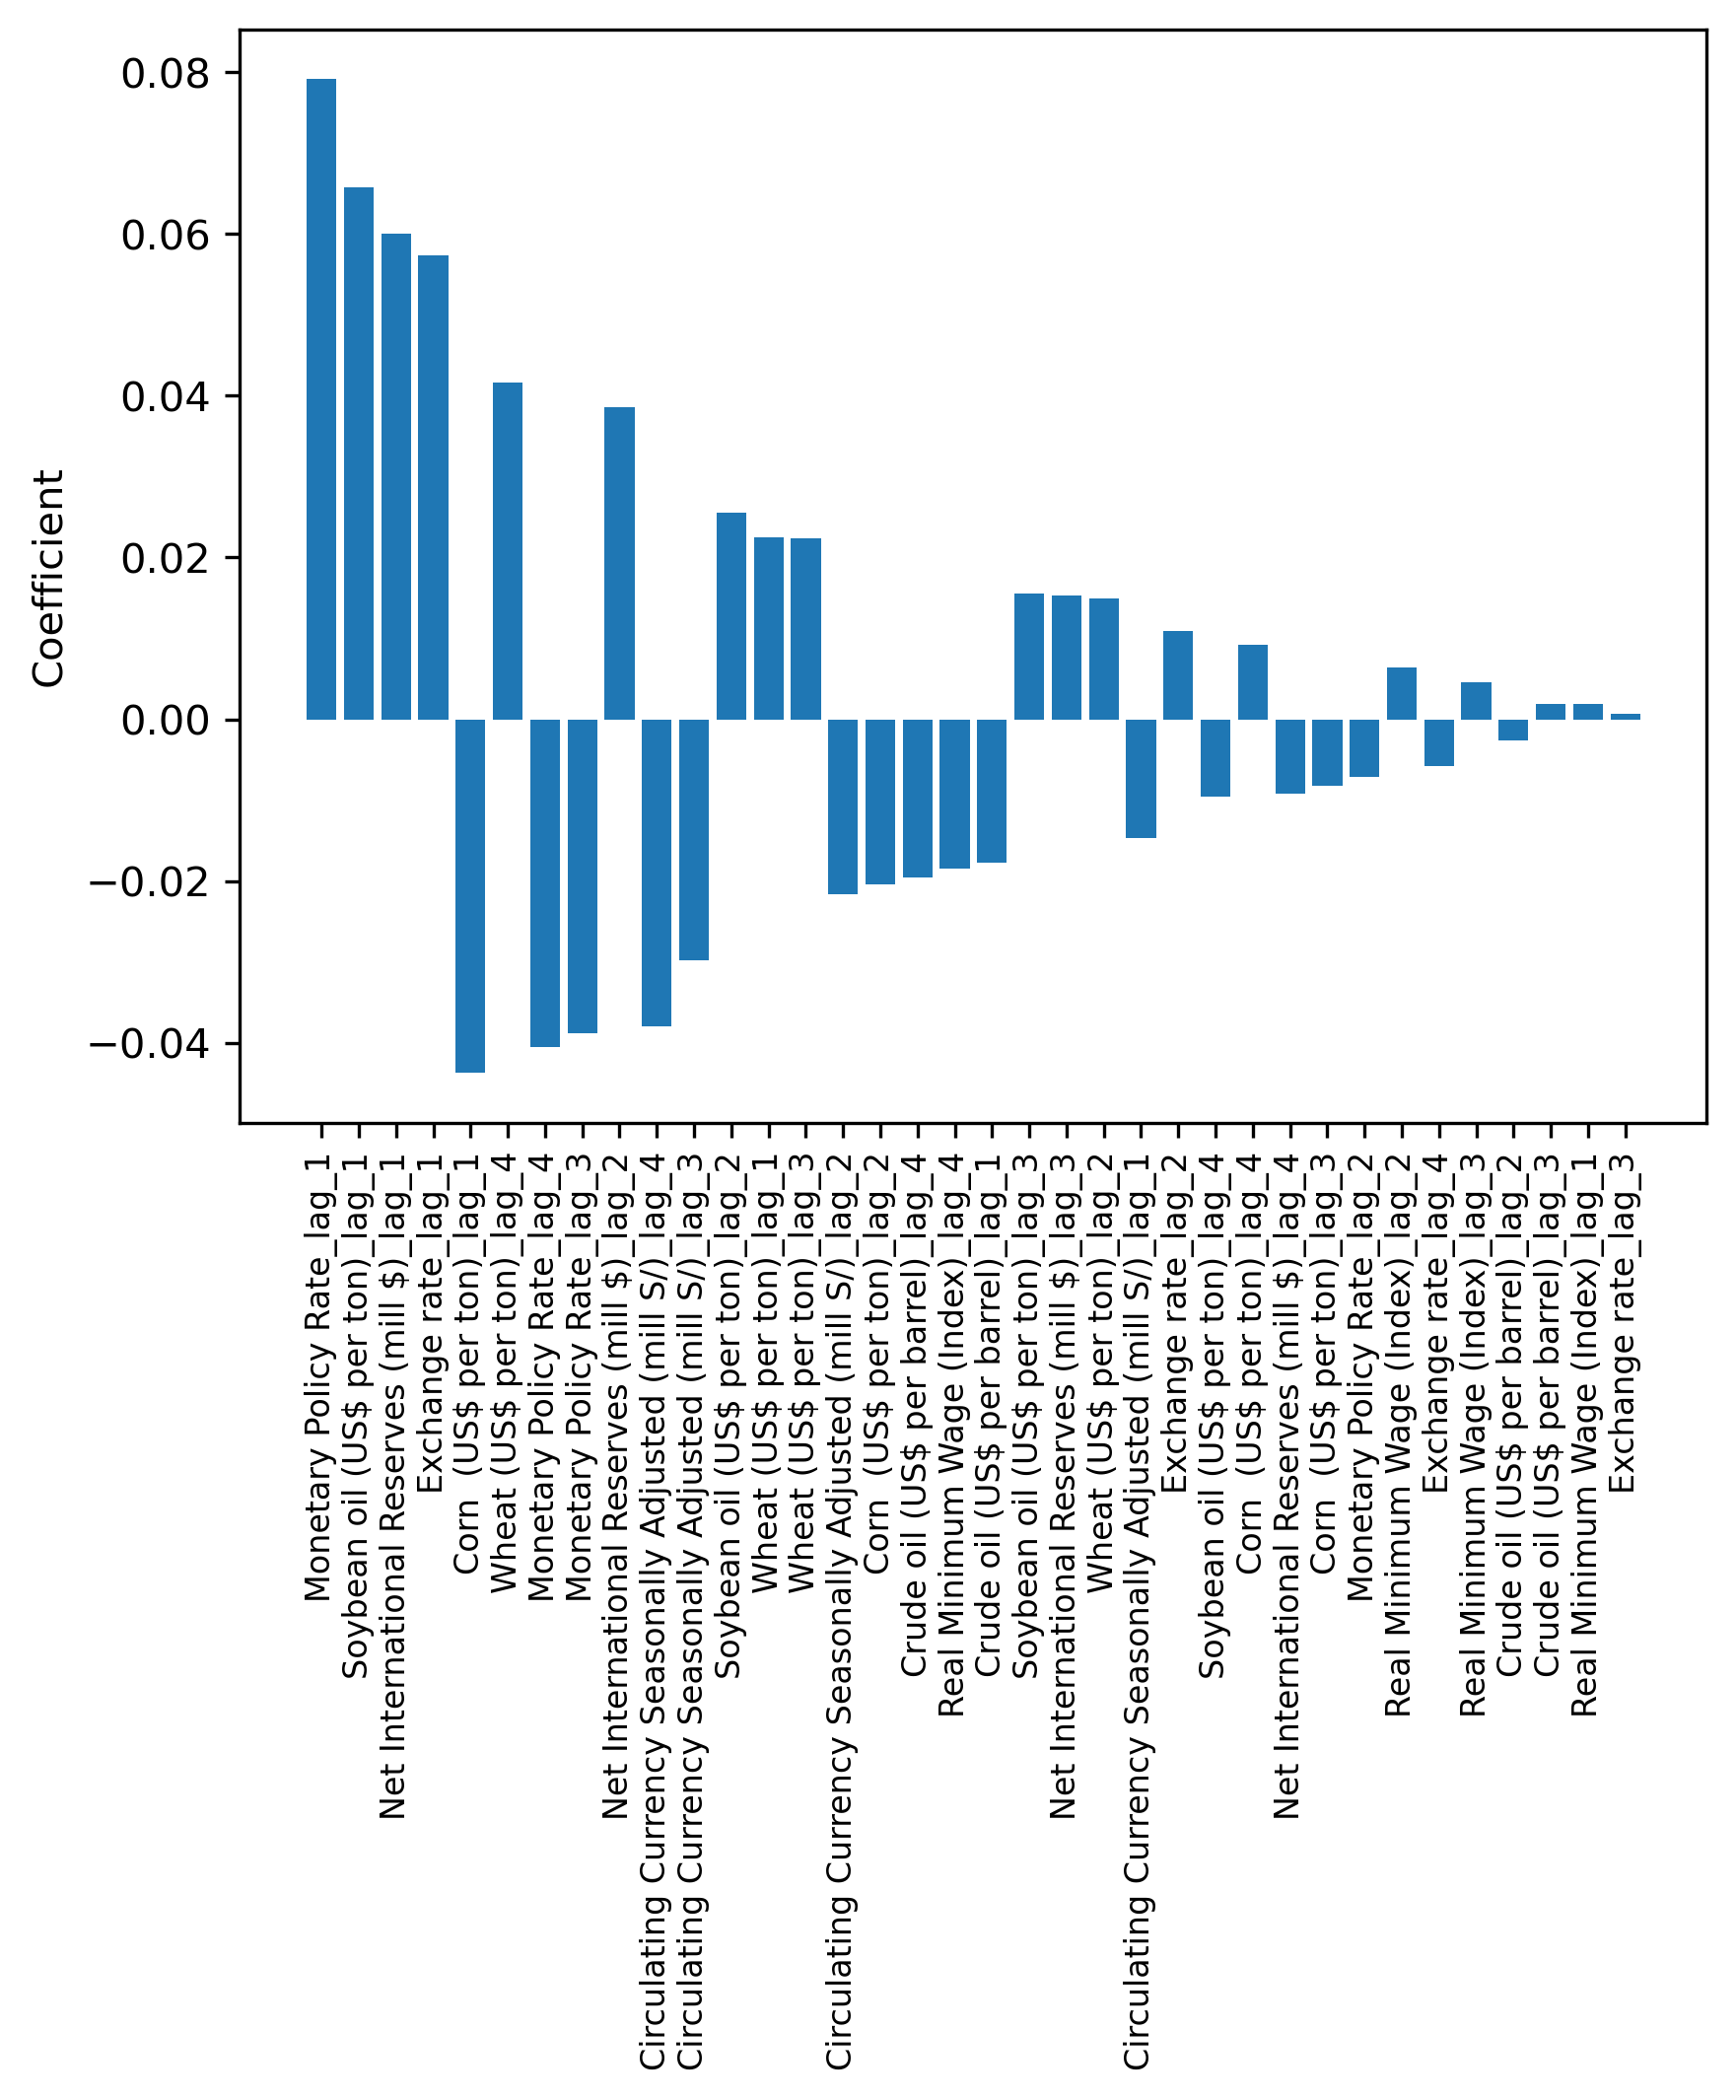 0.08
0.06
0.04
0.02
0.00
−0.02
−0.04
Coefficient
Monetary Policy Rate_lag_1
Soybean oil (US$ per ton)_lag_1
Net International Reserves (mill $)_lag_1
Exchange rate_lag_1
Corn  (US$ per ton)_lag_1
Wheat (US$ per ton)_lag_4
Monetary Policy Rate_lag_4
Monetary Policy Rate_lag_3
Net International Reserves (mill $)_lag_2
Circulating Currency Seasonally Adjusted (mill S/)_lag_4
Circulating Currency Seasonally Adjusted (mill S/)_lag_3
Soybean oil (US$ per ton)_lag_2
Wheat (US$ per ton)_lag_1
Wheat (US$ per ton)_lag_3
Circulating Currency Seasonally Adjusted (mill S/)_lag_2
Corn  (US$ per ton)_lag_2
Crude oil (US$ per barrel)_lag_4
Real Minimum Wage (Index)_lag_4
Crude oil (US$ per barrel)_lag_1
Soybean oil (US$ per ton)_lag_3
Net International Reserves (mill $)_lag_3
Wheat (US$ per ton)_lag_2
Circulating Currency Seasonally Adjusted (mill S/)_lag_1
Exchange rate_lag_2
Soybean oil (US$ per ton)_lag_4
Corn  (US$ per ton)_lag_4
Net International Reserves (mill $)_lag_4
Corn  (US$ per ton)_lag_3
Monetary Policy Rate_lag_2
Real Minimum Wage (Index)_lag_2
Exchange rate_lag_4
Real Minimum Wage (Index)_lag_3
Crude oil (US$ per barrel)_lag_2
Crude oil (US$ per barrel)_lag_3
Real Minimum Wage (Index)_lag_1
Exchange rate_lag_3